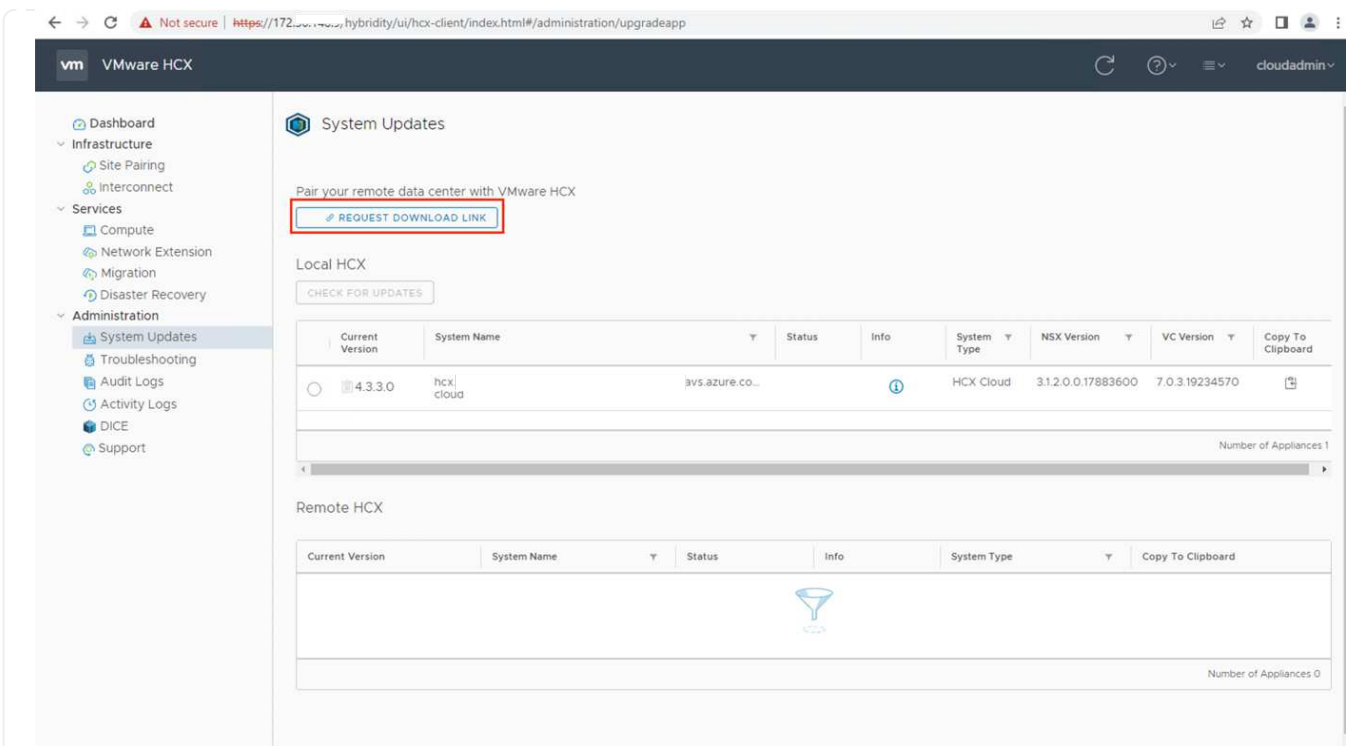 Not secure | https://172. hybridity/ui/hcx-client/index.html#/administration/upgradeapp
vm VMware HCX cloudadmin
Dashboard
Infrastructure
Site Pairing
Interconnect
Services
Compute
Network Extension
Migration
Disaster Recovery
Administration
System Updates
Troubleshooting
Audit Logs
Activity Logs
DICE
Support
System Updates
Pair your remote data center with VMware HCX
REQUEST DOWNLOAD LINK
Local HCX
CHECK FOR UPDATES
Current Version System Name Status Info System Type NSX Version VC Version Copy To Clipboard
4.3.3.0 hcx cloud avs.azure.co... HCX Cloud 3.1.2.0.0.17883600 7.0.3.19234570
Number of Appliances 1
Remote HCX
Current Version System Name Status Info System Type Copy To Clipboard
Number of Appliances 0